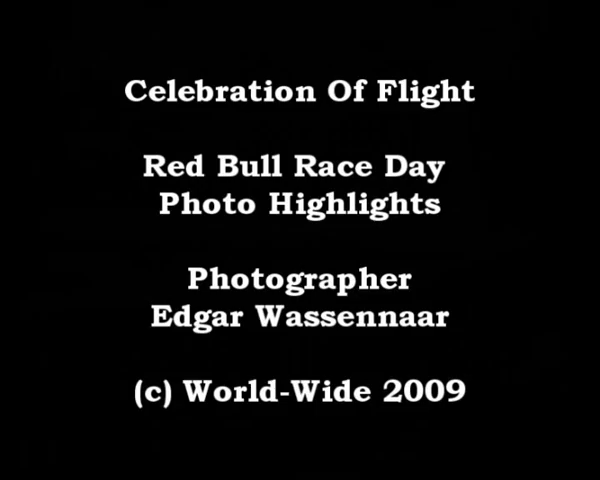 Celebration Of Flight
Red Bull Race Day
Photo Highlights
Photographer
Edgar Wassennaar
(c) World-Wide 2009